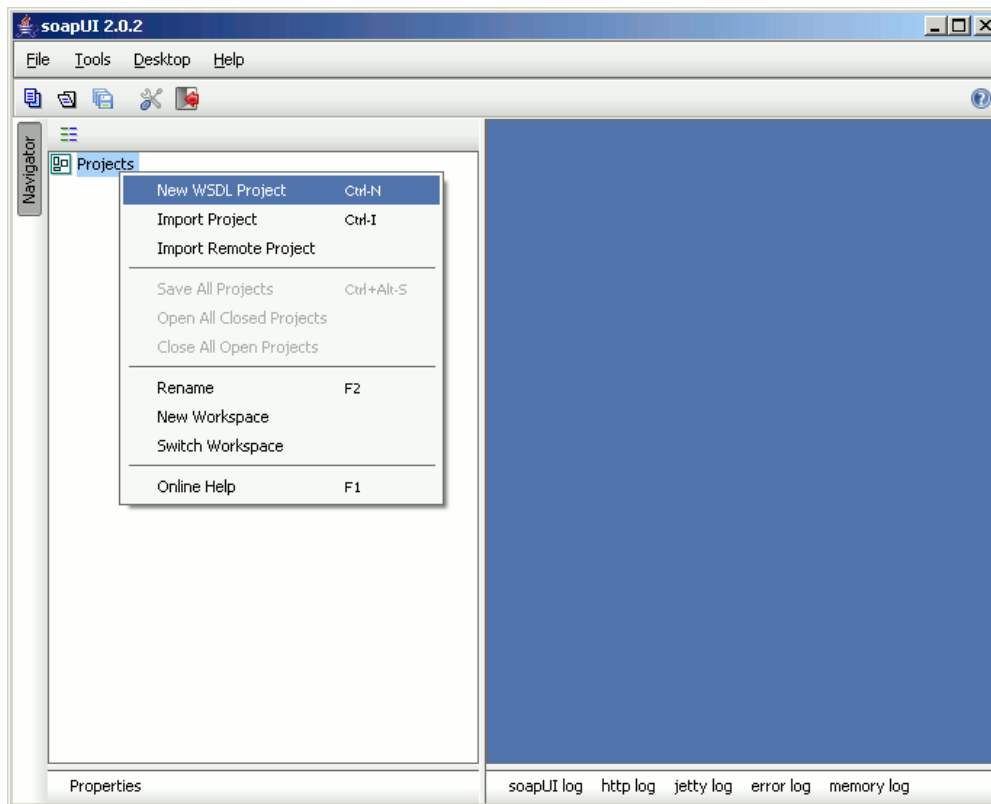 soapUI 2.0.2
File Tools Desktop Help
Navigator
Projects
New WSDL Project Ctrl-N
Import Project Ctrl-I
Import Remote Project
Save All Projects Ctrl+Alt-S
Open All Closed Projects
Close All Open Projects
Rename F2
New Workspace
Switch Workspace
Online Help F1
Properties
soapUI log http log jetty log error log memory log